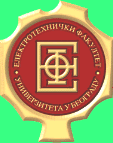 ЕЛЕКТРОТЕХНИЧКИ ФАКУЛТЕТ
УНИВЕРЗИТЕТА У БЕОГРАДУ